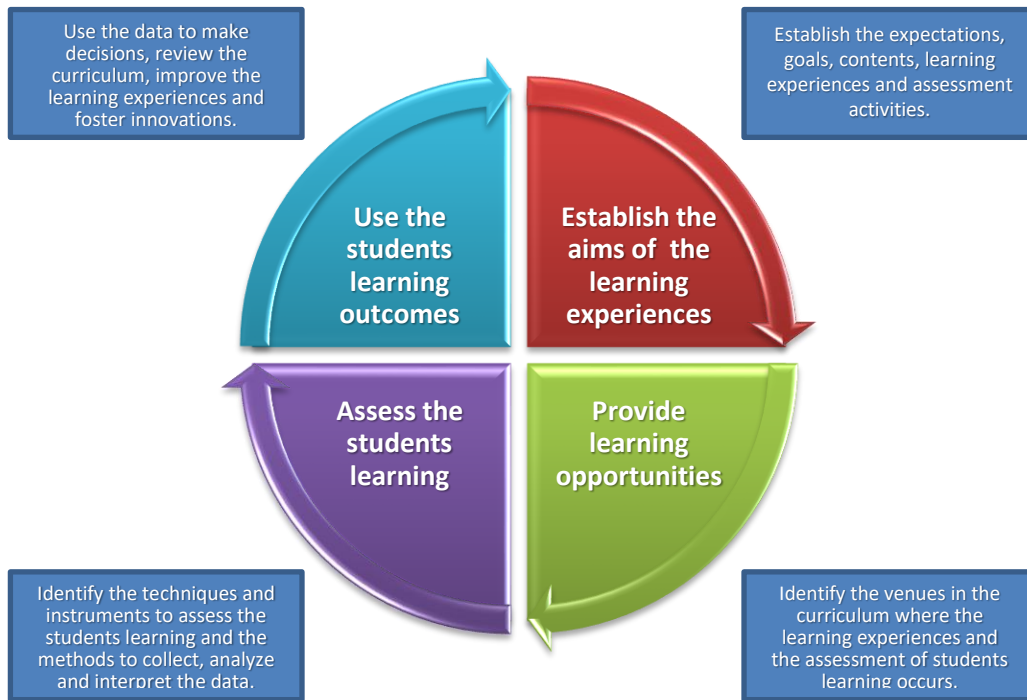 Use the data to make
decisions, review the
curriculum, improve the
learning experiences and
foster innovations.
Establish the expectations,
goals, contents, learning
experiences and assessment
activities.
Use the
students
learning
outcomes
Establish the
aims of the
learning
experiences
Assess the
students
learning
Provide
learning
opportunities
Identify the techniques and
instruments to assess the
students learning and the
methods to collect, analyze
and interpret the data.
Identify the venues in the
curriculum where the
learning experiences and
the assessment of students
learning occurs.